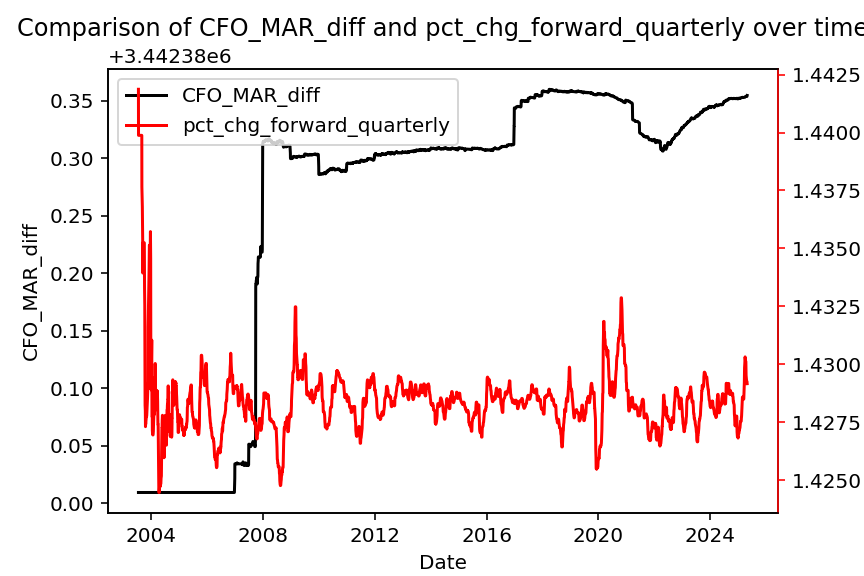 Comparison of CFO_MAR_diff and pct_chg_forward_quarterly over time
+3.44238e6
CFO_MAR_diff
pct_chg_forward_quarterly
0.35
0.30
0.25
0.20
0.15
0.10
0.05
0.00
CFO_MAR_diff
1.4425
1.4400
1.4375
1.4350
1.4325
1.4300
1.4275
1.4250
2004 2008 2012 2016 2020 2024
Date